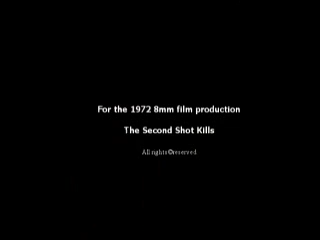 For the 1972 8mm film production
The Second Shot Kills
All rights©reserved